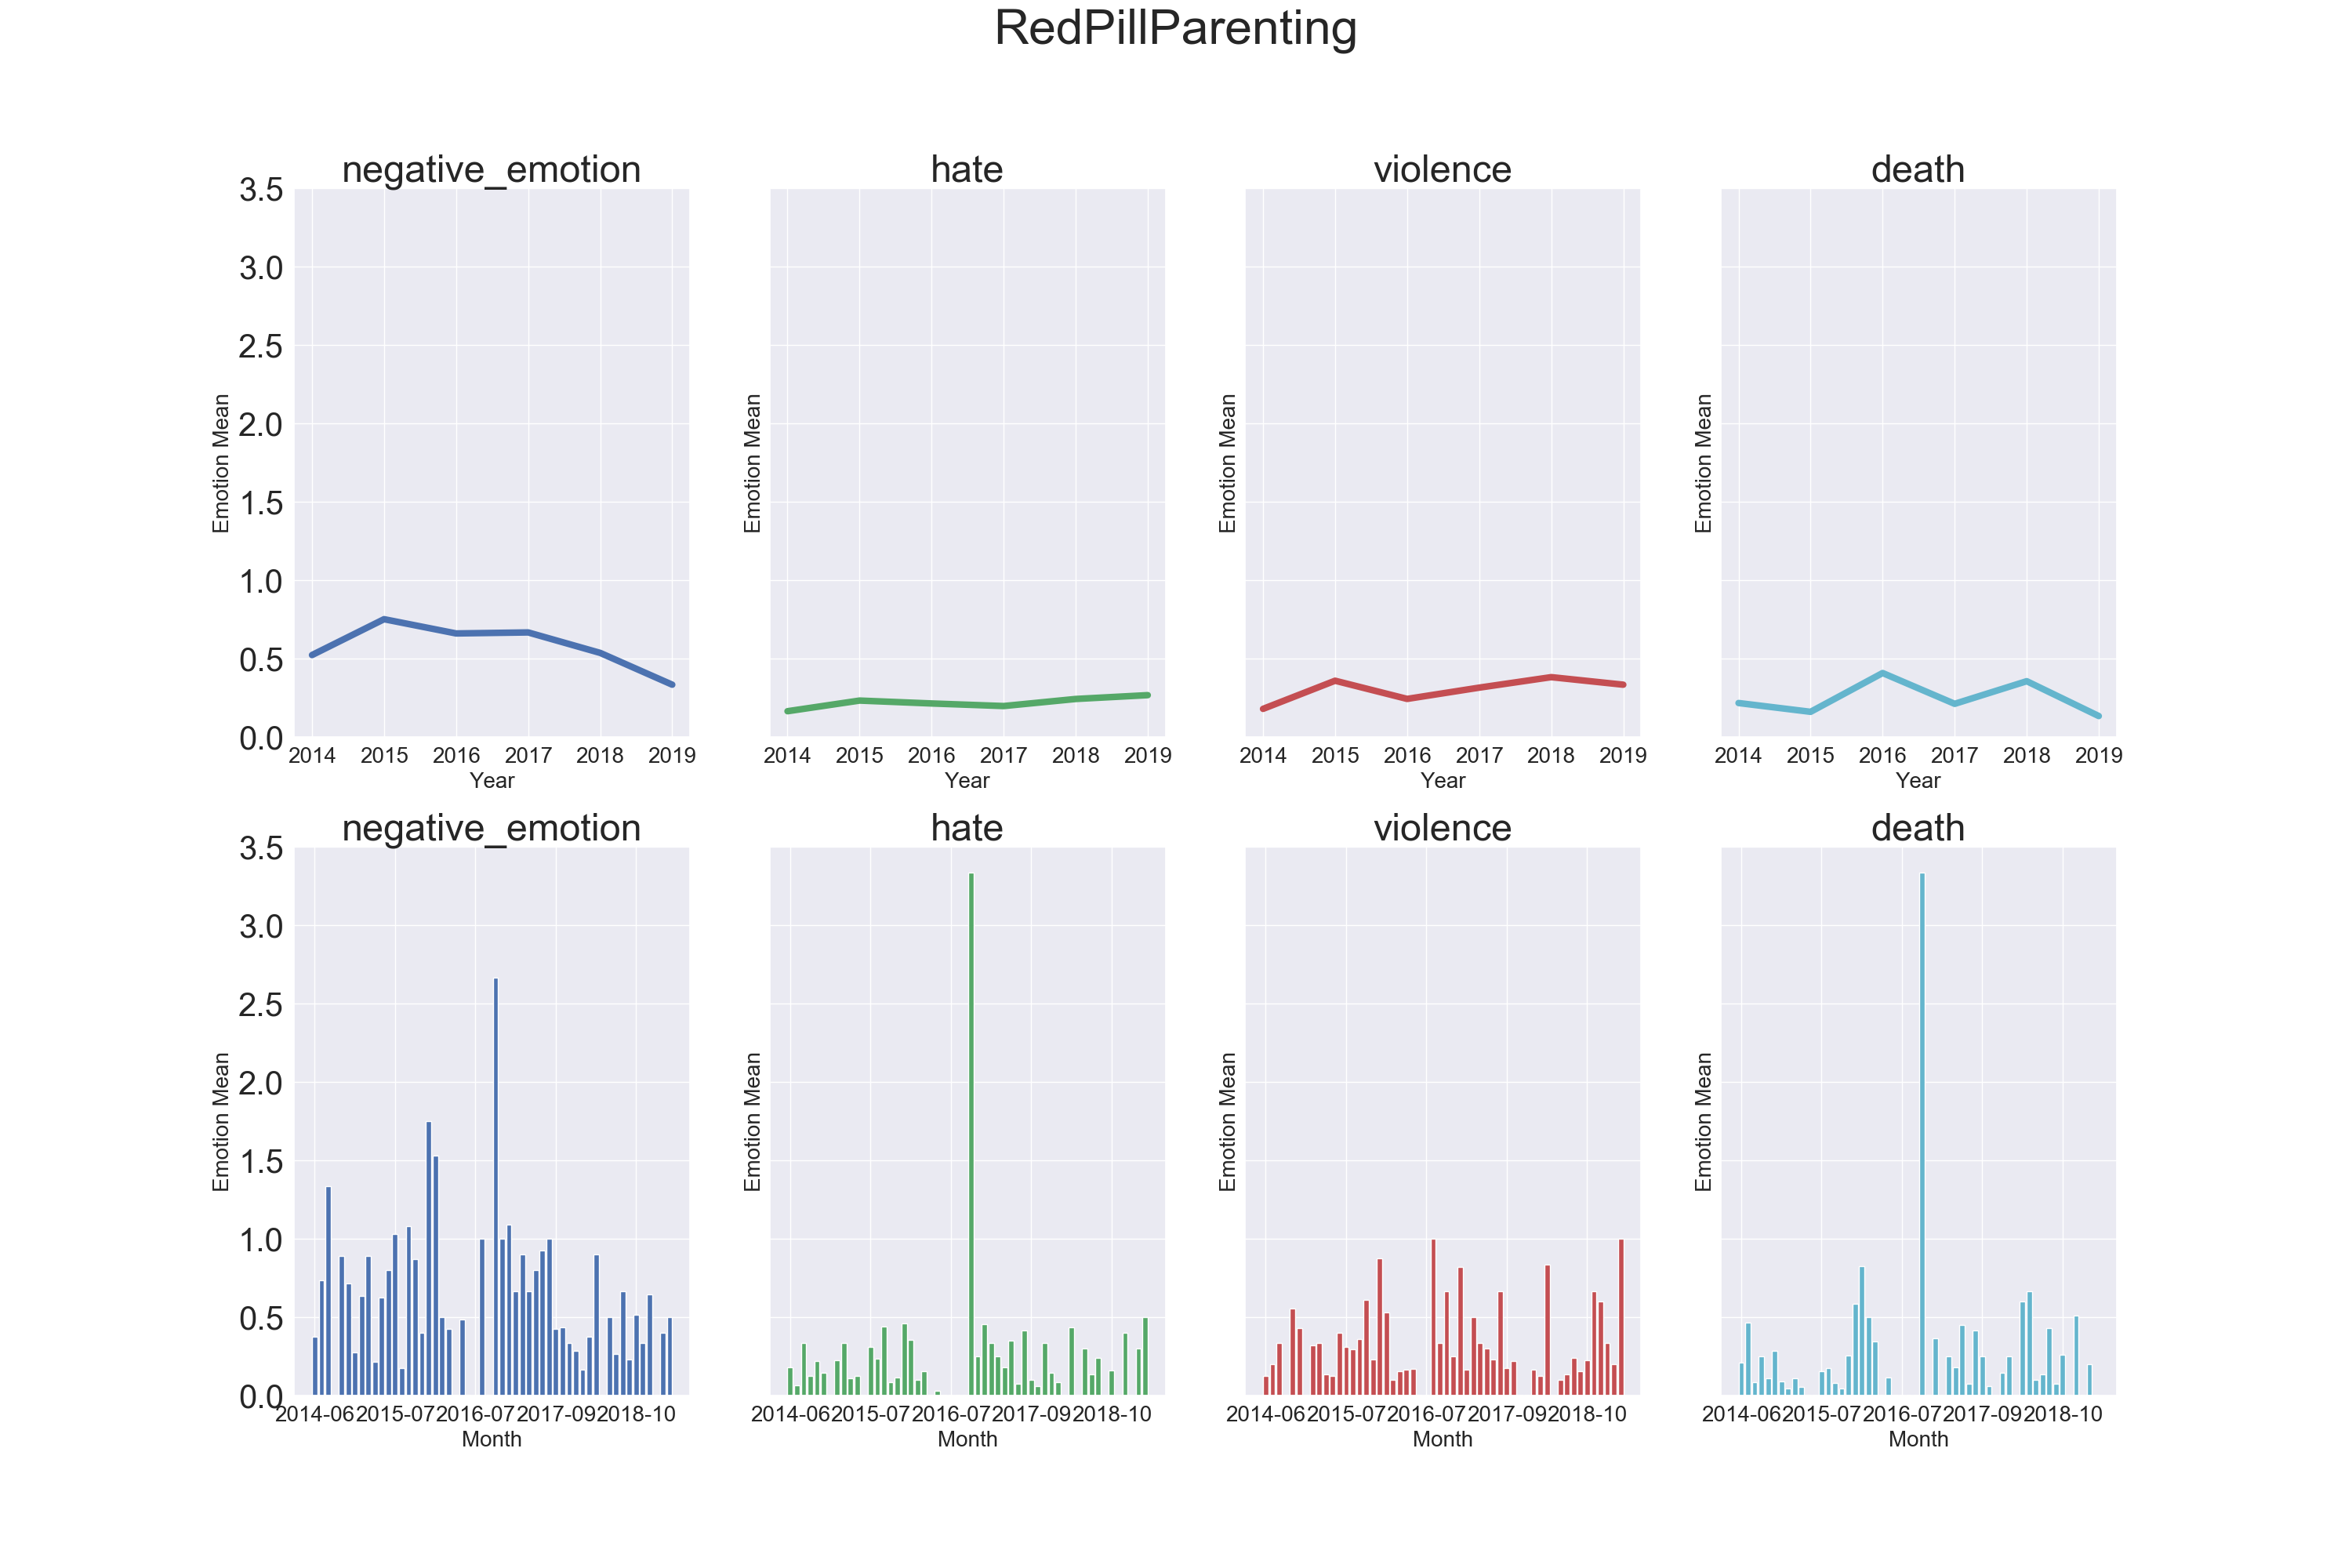 RedPillParenting
negative_emotion
hate
violence
death
3.5
3.0
2.5
2.0
1.5
1.0
0.5
0.0
Emotion Mean
Emotion Mean
Emotion Mean
Emotion Mean
2014 2015 2016 2017 2018 2019
2014 2015 2016 2017 2018 2019
2014 2015 2016 2017 2018 2019
2014 2015 2016 2017 2018 2019
Year
Year
Year
Year
negative_emotion
hate
violence
death
3.5
3.0
2.5
2.0
1.5
1.0
0.5
0.0
Emotion Mean
Emotion Mean
Emotion Mean
Emotion Mean
2014-06 2015-07 2016-07 2017-09 2018-10
2014-06 2015-07 2016-07 2017-09 2018-10
2014-06 2015-07 2016-07 2017-09 2018-10
2014-06 2015-07 2016-07 2017-09 2018-10
Month
Month
Month
Month